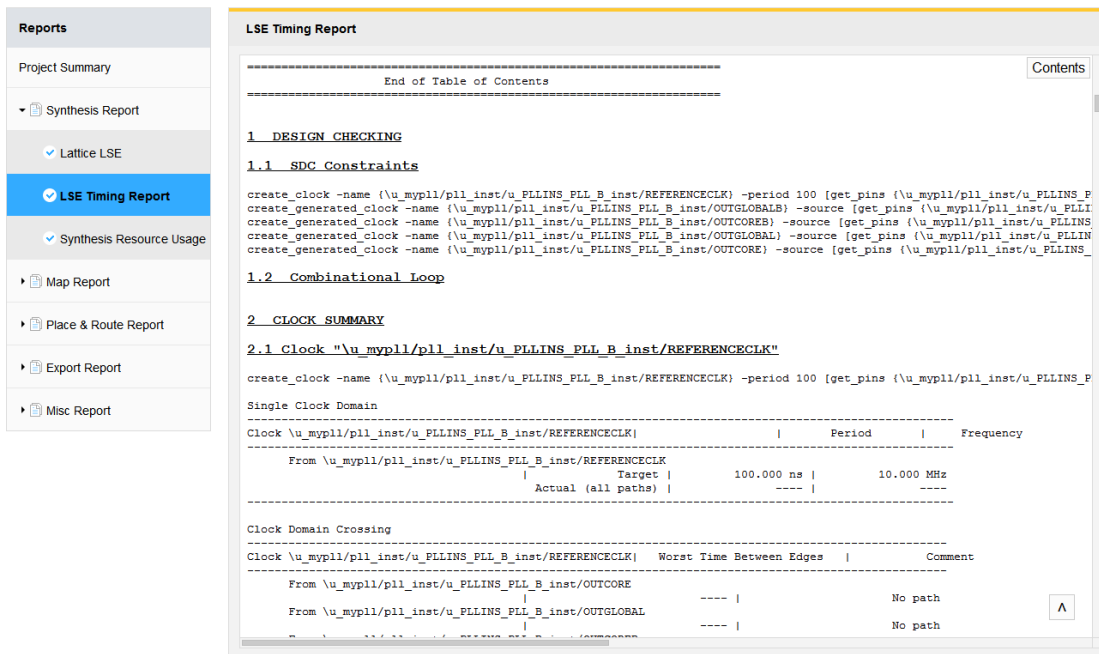 Reports
Project Summary
Synthesis Report
Lattice LSE
LSE Timing Report
Synthesis Resource Usage
Map Report
Place & Route Report
Export Report
Misc Report
LSE Timing Report
Contents
End of Table of Contents
1 DESIGN CHECKING
1.1 SDC Constraints
create_clock -name {\u_mypll/pll_inst/u_PLLINS_PLL_B_inst/REFERENCECLK} -period 100 [get_pins {\u_mypll/pll_inst/u_PLLINS_P
create_generated_clock -name {\u_mypll/pll_inst/u_PLLINS_PLL_B_inst/OUTGLOBALB} -source [get_pins {\u_mypll/pll_inst/u_PLLI
create_generated_clock -name {\u_mypll/pll_inst/u_PLLINS_PLL_B_inst/OUTCOREB} -source [get_pins {\u_mypll/pll_inst/u_PLLINS
create_generated_clock -name {\u_mypll/pll_inst/u_PLLINS_PLL_B_inst/OUTGLOBAL} -source [get_pins {\u_mypll/pll_inst/u_PLLIN
create_generated_clock -name {\u_mypll/pll_inst/u_PLLINS_PLL_B_inst/OUTCORE} -source [get_pins {\u_mypll/pll_inst/u_PLLINS_
1.2 Combinational Loop
2 CLOCK SUMMARY
2.1 Clock "\u_mypll/pll_inst/u_PLLINS_PLL_B_inst/REFERENCECLK"
create_clock -name {\u_mypll/pll_inst/u_PLLINS_PLL_B_inst/REFERENCECLK} -period 100 [get_pins {\u_mypll/pll_inst/u_PLLINS_P
Single Clock Domain
Clock \u_mypll/pll_inst/u_PLLINS_PLL_B_inst/REFERENCECLK| | Period | Frequency
From \u_mypll/pll_inst/u_PLLINS_PLL_B_inst/REFERENCECLK
| Target | 100.000 ns | 10.000 MHz
Actual (all paths) | ---- | ----
Clock Domain Crossing
Clock \u_mypll/pll_inst/u_PLLINS_PLL_B_inst/REFERENCECLK| Worst Time Between Edges | Comment
From \u_mypll/pll_inst/u_PLLINS_PLL_B_inst/OUTCORE
| ---- | No path
From \u_mypll/pll_inst/u_PLLINS_PLL_B_inst/OUTGLOBAL
| ---- | No path